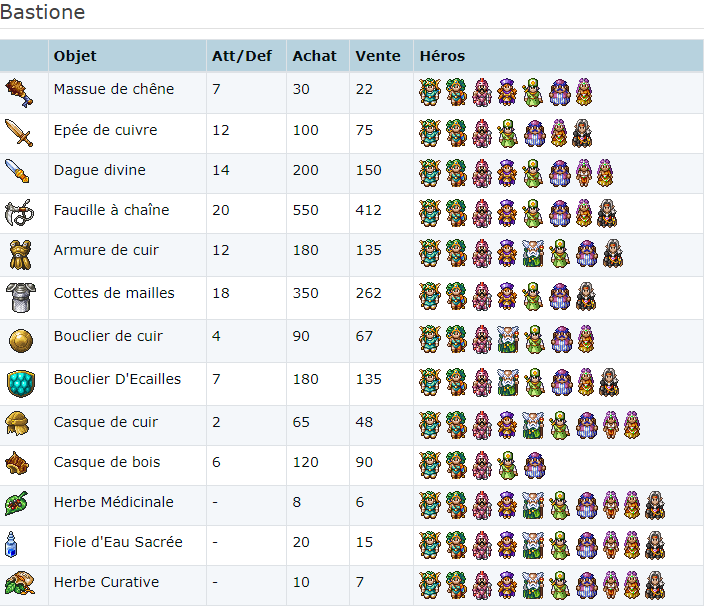 Bastione
Objet Att/Def Achat Vente Héros
Massue de chêne 7 30 22
Epée de cuivre 12 100 75
Dague divine 14 200 150
Faucille à chaîne 20 550 412
Armure de cuir 12 180 135
Cottes de mailles 18 350 262
Bouclier de cuir 4 90 67
Bouclier D'Ecailles 7 180 135
Casque de cuir 2 65 48
Casque de bois 6 120 90
Herbe Médicinale - 8 6
Fiole d'Eau Sacrée - 20 15
Herbe Curative - 10 7